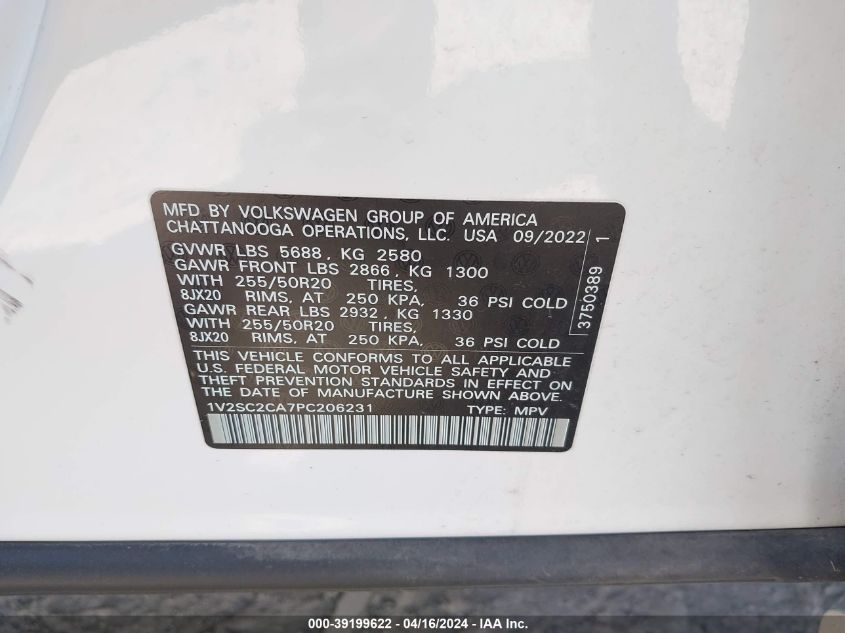 MFD BY VOLKSWAGEN GROUP OF AMERICA
CHATTANOOGA OPERATIONS, LLC. USA 09/2022
GVWR LBS 5688, KG 2580
GAWR FRONT LBS 2866, KG 1300
WITH 255/50R20 TIRES,
8JX20 RIMS, AT 250 KPA, 36 PSI COLD
GAWR REAR LBS 2932, KG 1330
WITH 255/50R20 TIRES,
8JX20 RIMS, AT 250 KPA, 36 PSI COLD
THIS VEHICLE CONFORMS TO ALL APPLICABLE
U.S. FEDERAL MOTOR VEHICLE SAFETY AND
THEFT PREVENTION STANDARDS IN EFFECT ON
THE DATE OF MANUFACTURE SHOWN ABOVE.
1V2SC2CA7PC206231 TYPE: MPV
3750389 1
000-39199622 - 04/16/2024 - IAA Inc.